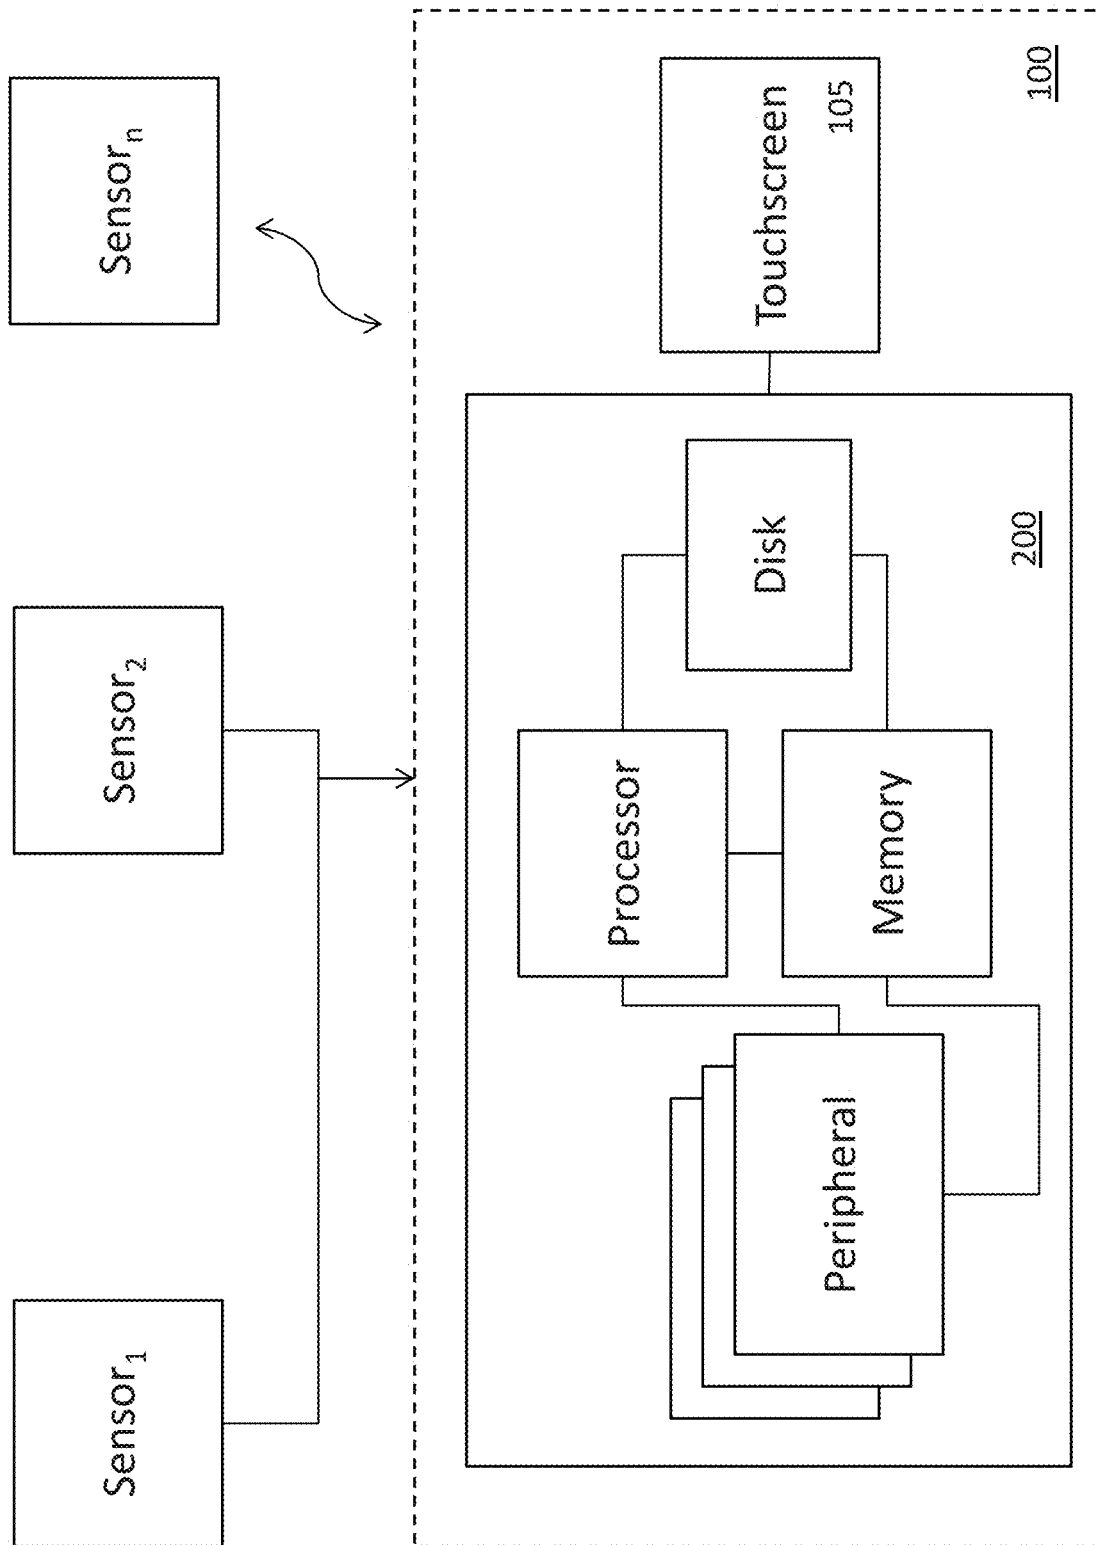 Sensor₁
Sensor₂
Sensorₙ
Peripheral
Processor
Memory
Disk
200
Touchscreen
105
100